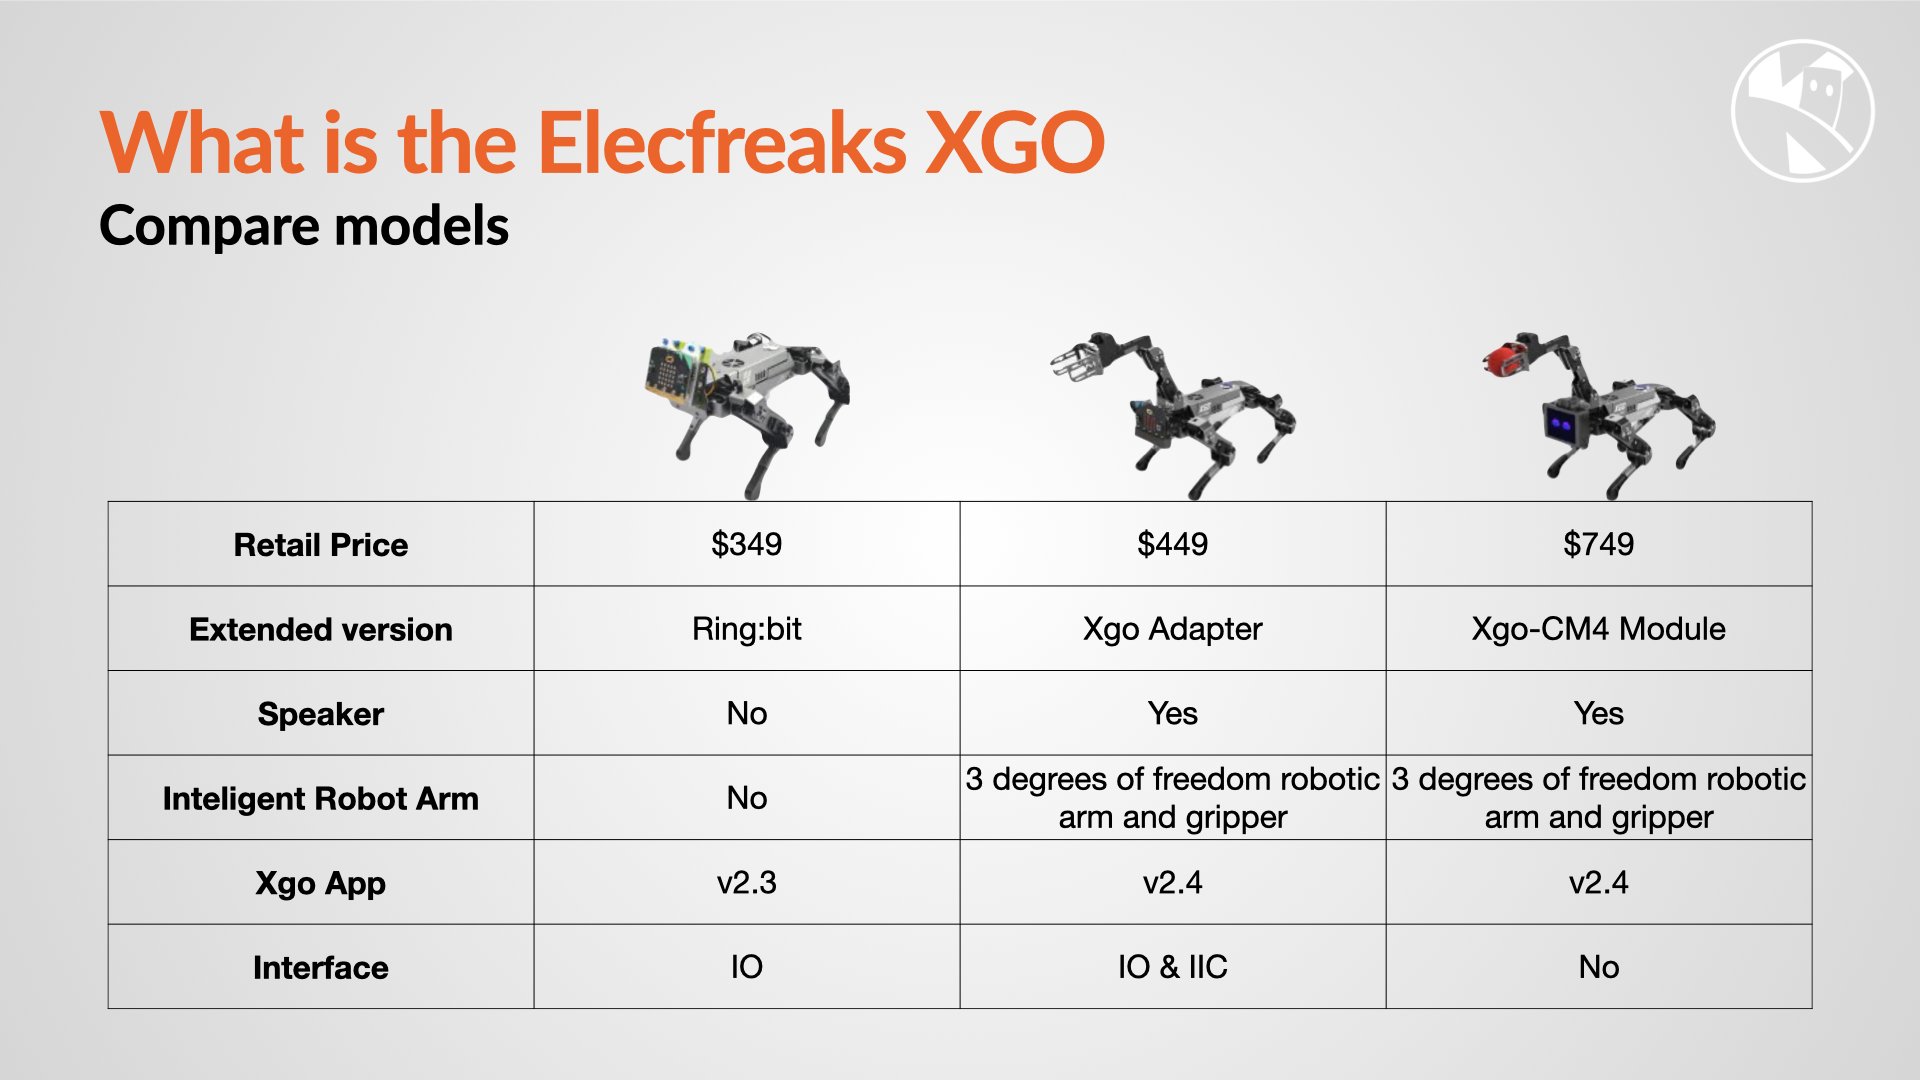 What is the Elecfreaks XGO
Compare models
Retail Price $349 $449 $749
Extended version Ring:bit Xgo Adapter Xgo-CM4 Module
Speaker No Yes Yes
Inteligent Robot Arm No 3 degrees of freedom robotic arm and gripper 3 degrees of freedom robotic arm and gripper
Xgo App v2.3 v2.4 v2.4
Interface IO IO & IIC No